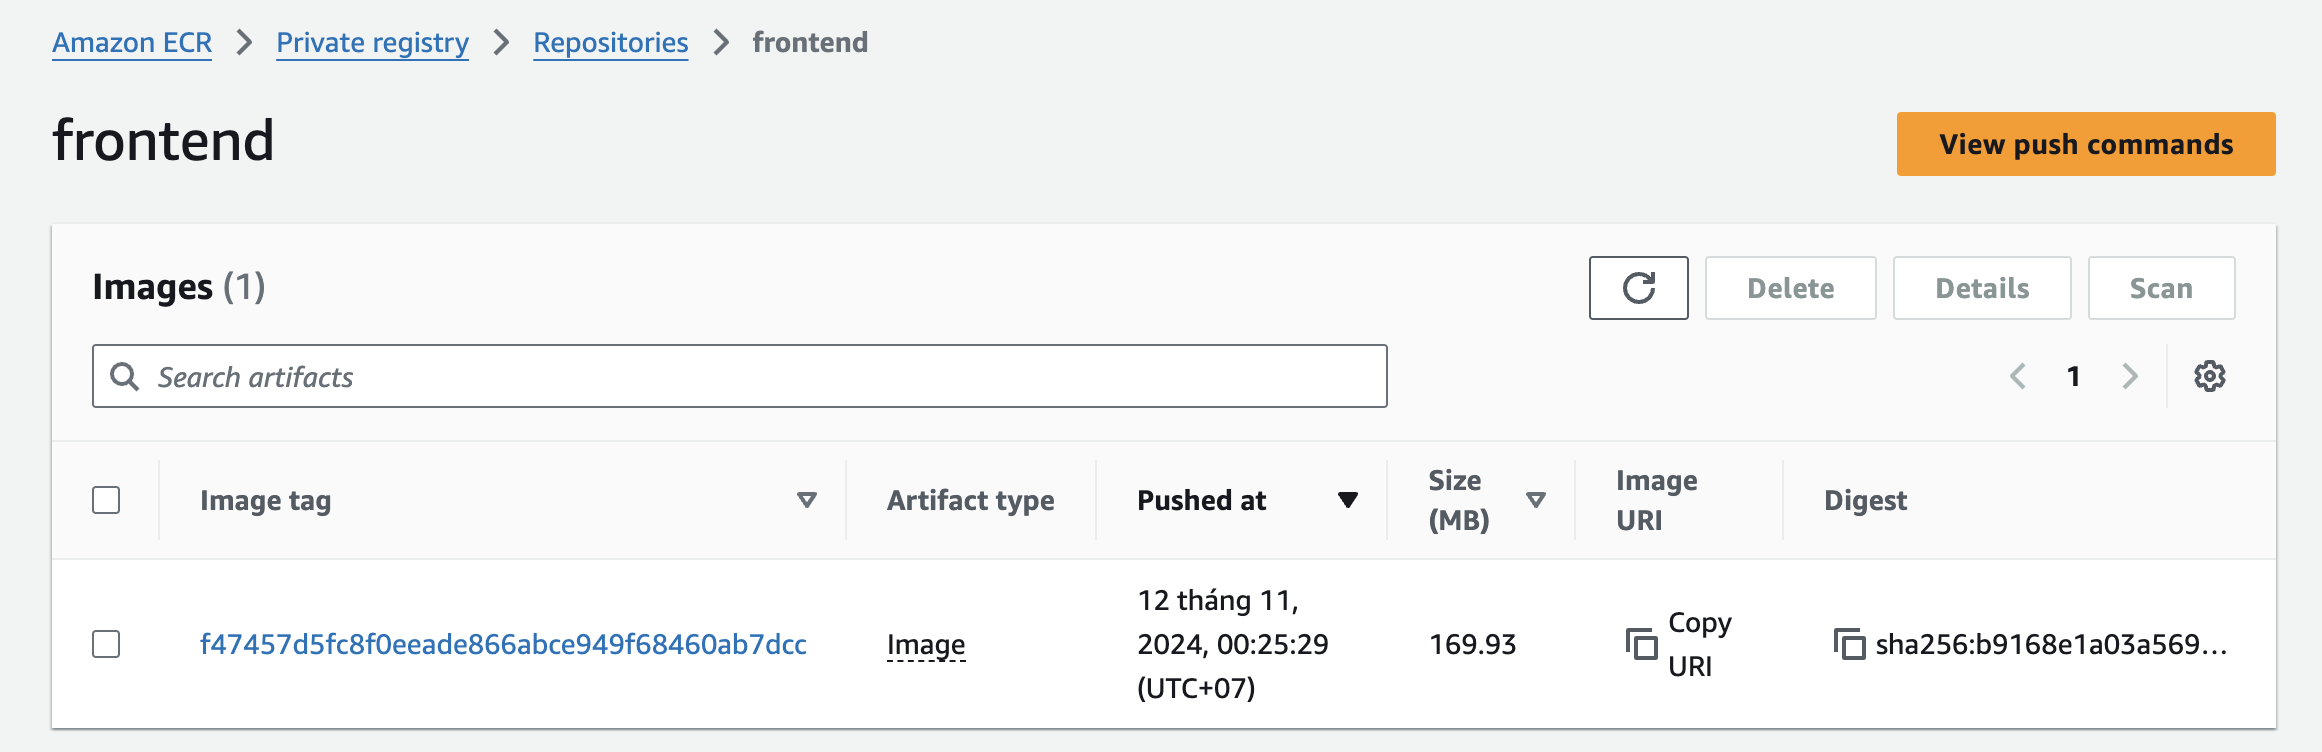 Amazon ECR > Private registry > Repositories > frontend
frontend
View push commands
Images (1)
Delete
Details
Scan
Search artifacts
1
Image tag
Artifact type
Pushed at
Size
(MB)
Image
URI
Digest
f47457d5fc8f0eeade866abce949f68460ab7dcc
Image
12 tháng 11,
2024, 00:25:29
(UTC+07)
169.93
Copy
URI
sha256:b9168e1a03a569...